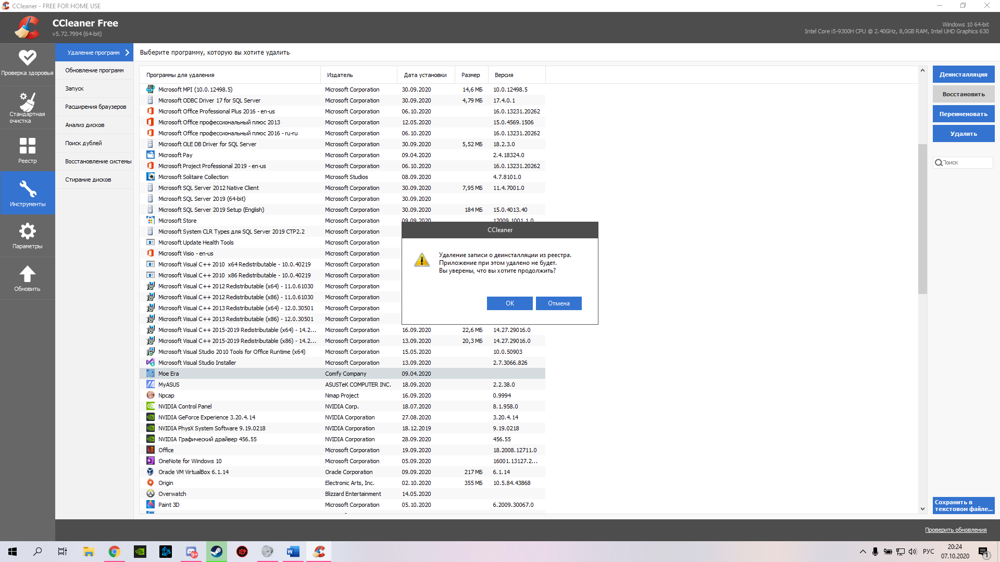 CCleaner - FREE FOR HOME USE
CCleaner Free
v5.72.7994 (64-bit)
Windows 10 64-bit
Intel Core i5-9300H CPU @ 2.40GHz, 8,0GB RAM, Intel UHD Graphics 630
Проверка здоровья
Стандартная
очистка
Реестр
Инструменты
Параметры
Обновить
Удаление программ
Обновление программ
Запуск
Расширения браузеров
Анализ дисков
Поиск дублей
Восстановление системы
Стирание дисков
Выберите программу, которую вы хотите удалить
Программы для удаления Издатель Дата установки Размер Версия
Microsoft MPI (10.0.12498.5) Microsoft Corporation 30.09.2020 14,6 МБ 10.0.12498.5
Microsoft ODBC Driver 17 for SQL Server Microsoft Corporation 30.09.2020 4,79 МБ 17.4.0.1
Microsoft Office Professional Plus 2016 - en-us Microsoft Corporation 06.10.2020 16.0.13231.20262
Microsoft Office профессиональный плюс 2013 Microsoft Corporation 12.05.2020 15.0.4569.1506
Microsoft Office профессиональный плюс 2016 - ru-ru Microsoft Corporation 06.10.2020 16.0.13231.20262
Microsoft OLE DB Driver for SQL Server Microsoft Corporation 30.09.2020 5,52 МБ 18.2.3.0
Microsoft Pay Microsoft Corporation 09.04.2020 2.4.18324.0
Microsoft Project Professional 2019 - en-us Microsoft Corporation 06.10.2020 16.0.13231.20262
Microsoft Solitaire Collection Microsoft Studios 08.09.2020 4.7.8101.0
Microsoft SQL Server 2012 Native Client Microsoft Corporation 30.09.2020 7,95 МБ 11.4.7001.0
Microsoft SQL Server 2019 (64-bit) Microsoft Corporation 30.09.2020
Microsoft SQL Server 2019 Setup (English) Microsoft Corporation 30.09.2020 184 МБ 15.0.4013.40
Microsoft Store Microsoft Corporation 09.09.2020 12009.1001.1.0
Microsoft System CLR Types для SQL Server 2019 CTP2.2 Microsoft Corporation
Microsoft Update Health Tools Microsoft Corporation
Microsoft Visio - en-us Microsoft Corporation
Microsoft Visual C++ 2010 x64 Redistributable - 10.0.40219 Microsoft Corporation
Microsoft Visual C++ 2010 x86 Redistributable - 10.0.40219 Microsoft Corporation
Microsoft Visual C++ 2012 Redistributable (x64) - 11.0.61030 Microsoft Corporation
Microsoft Visual C++ 2012 Redistributable (x86) - 11.0.61030 Microsoft Corporation
Microsoft Visual C++ 2013 Redistributable (x64) - 12.0.30501 Microsoft Corporation
Microsoft Visual C++ 2013 Redistributable (x86) - 12.0.30501 Microsoft Corporation
Microsoft Visual C++ 2015-2019 Redistributable (x64) - 14.2... Microsoft Corporation 16.09.2020 22,6 МБ 14.27.29016.0
Microsoft Visual C++ 2015-2019 Redistributable (x86) - 14.2... Microsoft Corporation 13.09.2020 20,3 МБ 14.27.29016.0
Microsoft Visual Studio 2010 Tools for Office Runtime (x64) Microsoft Corporation 15.05.2020 10.0.50903
Microsoft Visual Studio Installer Microsoft Corporation 13.09.2020 2.7.3066.826
Moe Era Comfy Company 09.04.2020
MyASUS ASUSTeK COMPUTER INC. 18.09.2020 2.2.38.0
Npcap Nmap Project 16.09.2020 0.9994
NVIDIA Control Panel NVIDIA Corp. 18.07.2020 8.1.958.0
NVIDIA GeForce Experience 3.20.4.14 NVIDIA Corporation 27.08.2020 3.20.4.14
NVIDIA PhysX System Software 9.19.0218 NVIDIA Corporation 18.12.2019 9.19.0218
NVIDIA Графический драйвер 456.55 NVIDIA Corporation 28.09.2020 456.55
Office Microsoft Corporation 19.09.2020 18.2008.12711.0
OneNote for Windows 10 Microsoft Corporation 05.09.2020 16001.13127.2...
Oracle VM VirtualBox 6.1.14 Oracle Corporation 09.09.2020 217 МБ 6.1.14
Origin Electronic Arts, Inc. 02.10.2020 355 МБ 10.5.84.43868
Overwatch Blizzard Entertainment 14.05.2020
Paint 3D Microsoft Corporation 05.10.2020 6.2009.30067.0
CCleaner
Удаление записи о деинсталляции из реестра.
Приложение при этом удалено не будет.
Вы уверены, что вы хотите продолжить?
ОК
Отмена
Деинсталляция
Восстановить
Переименовать
Удалить
Поиск
Сохранить в
текстовом файле...
Проверить обновления
9+
РУС
20:24
07.10.2020
1